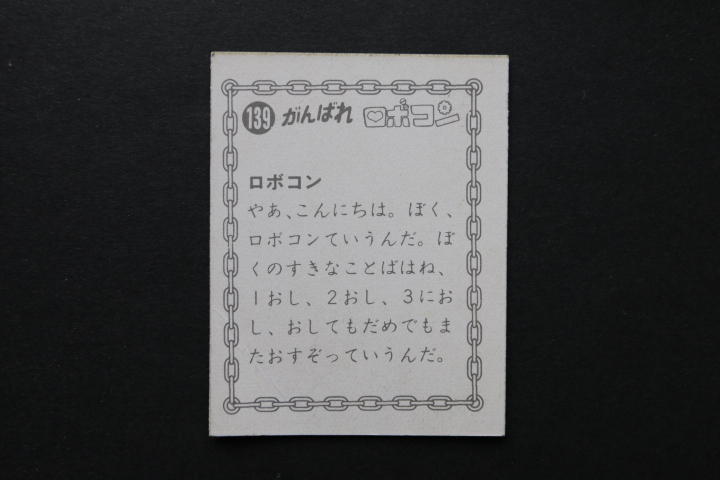 139 がんばれ ロボコン
ロボコン
やあ、こんにちは。ぼく、
ロボコンていうんだ。ぼ
くのすきなことばはね、
1おし、2おし、3にお
し、おしてもだめでもま
たおすぞっていうんだ。